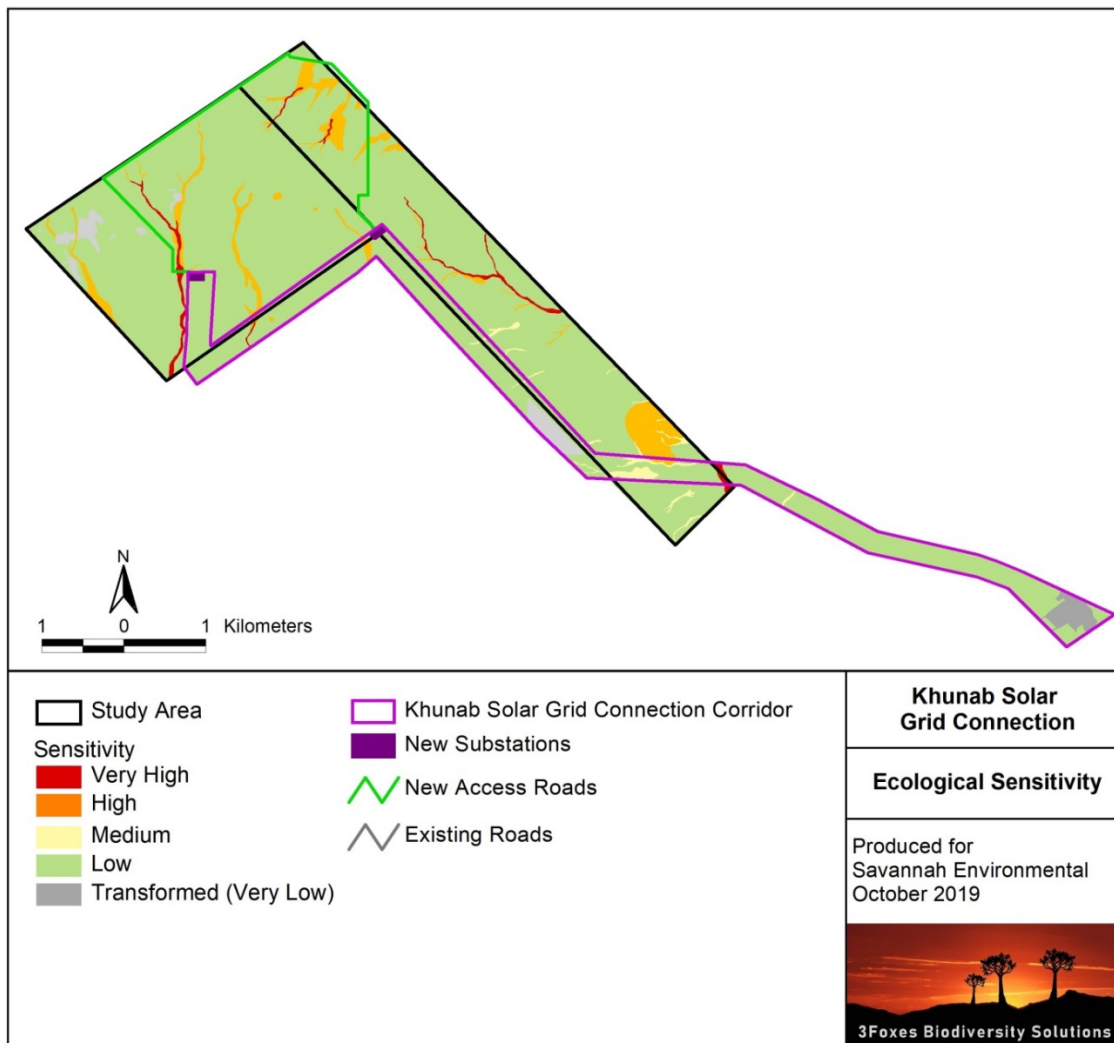 N
1 0 1 Kilometers
Study Area
Sensitivity
Very High
High
Medium
Low
Transformed (Very Low)
Khunab Solar Grid Connection Corridor
New Substations
New Access Roads
Existing Roads
Khunab Solar
Grid Connection
Ecological Sensitivity
Produced for
Savannah Environmental
October 2019
3Foxes Biodiversity Solutions